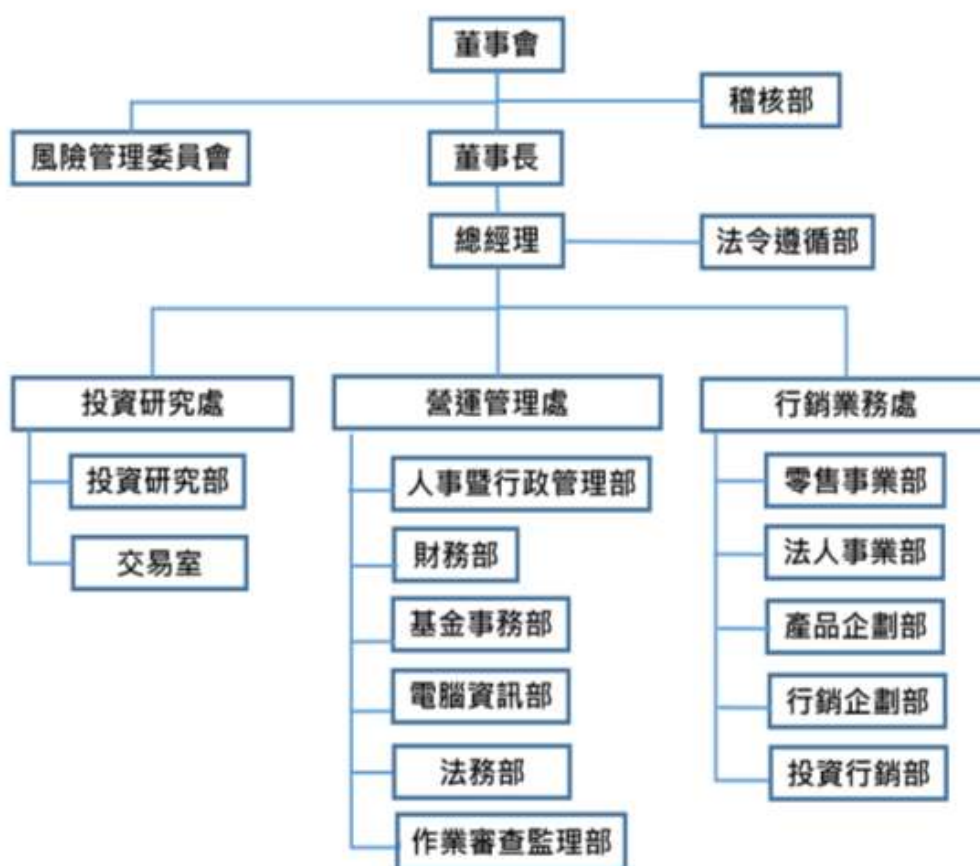 董事會
稽核部
風險管理委員會
董事長
總經理
法令遵循部
投資研究處
營運管理處
行銷業務處
投資研究部
交易室
人事暨行政管理部
財務部
基金事務部
電腦資訊部
法務部
作業審查監理部
零售事業部
法人事業部
產品企劃部
行銷企劃部
投資行銷部